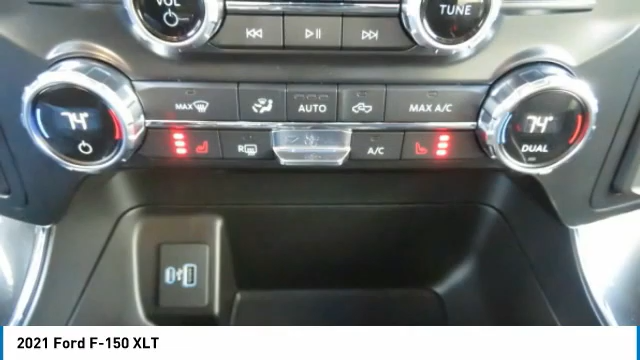 VOL
TUNE
MAX AUTO MAX A/C
74 74°
DUAL
R A/C
2021 Ford F-150 XLT